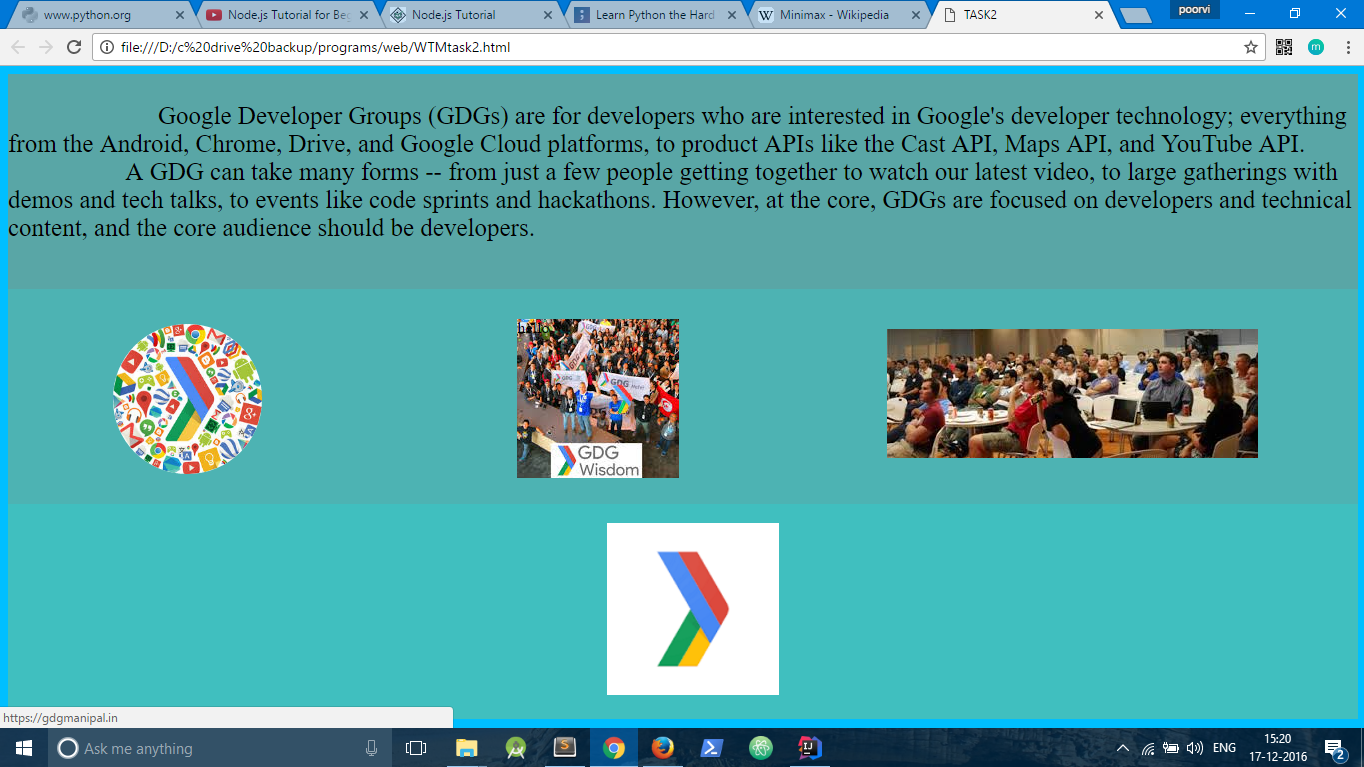 www.python.org
Node.js Tutorial for Beg
Node.js Tutorial
Learn Python the Hard
Minimax - Wikipedia
TASK2
poorvi
file:///D:/c%20drive%20backup/programs/web/WTMtask2.html
Google Developer Groups (GDGs) are for developers who are interested in Google's developer technology; everything
from the Android, Chrome, Drive, and Google Cloud platforms, to product APIs like the Cast API, Maps API, and YouTube API.
A GDG can take many forms -- from just a few people getting together to watch our latest video, to large gatherings with
demos and tech talks, to events like code sprints and hackathons. However, at the core, GDGs are focused on developers and technical
content, and the core audience should be developers.
hello
GDG
GDG
GDG
Wisdom
https://gdgmanipal.in
Ask me anything
ENG
15:20
17-12-2016
2